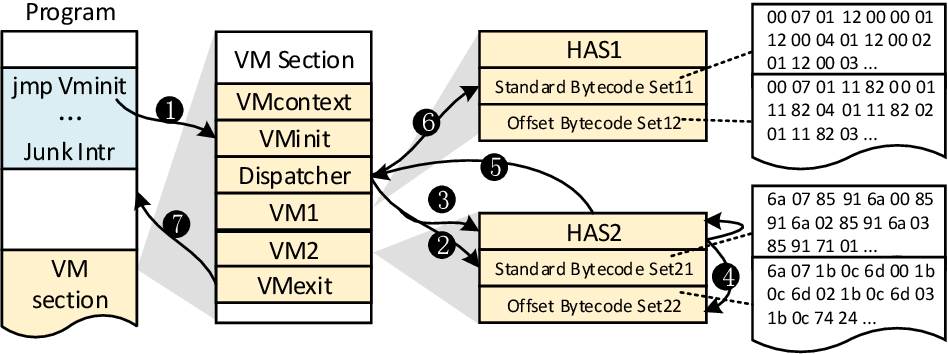 Program
jmp Vminit
...
Junk Intr
VM
section
1
7
VM Section
VMcontext
VMinit
Dispatcher
VM1
VM2
VMexit
6
5
3
2
4
HAS1
Standard Bytecode Set11
Offset Bytecode Set12
HAS2
Standard Bytecode Set21
Offset Bytecode Set22
00 07 01 12 00 00 01
12 00 04 01 12 00 02
01 12 00 03 ...
00 07 01 11 82 00 01
11 82 04 01 11 82 02
01 11 82 03 ...
6a 07 85 91 6a 00 85
91 6a 02 85 91 6a 03
85 91 71 01 ...
6a 07 1b 0c 6d 00 1b
0c 6d 02 1b 0c 6d 03
1b 0c 74 24 ...